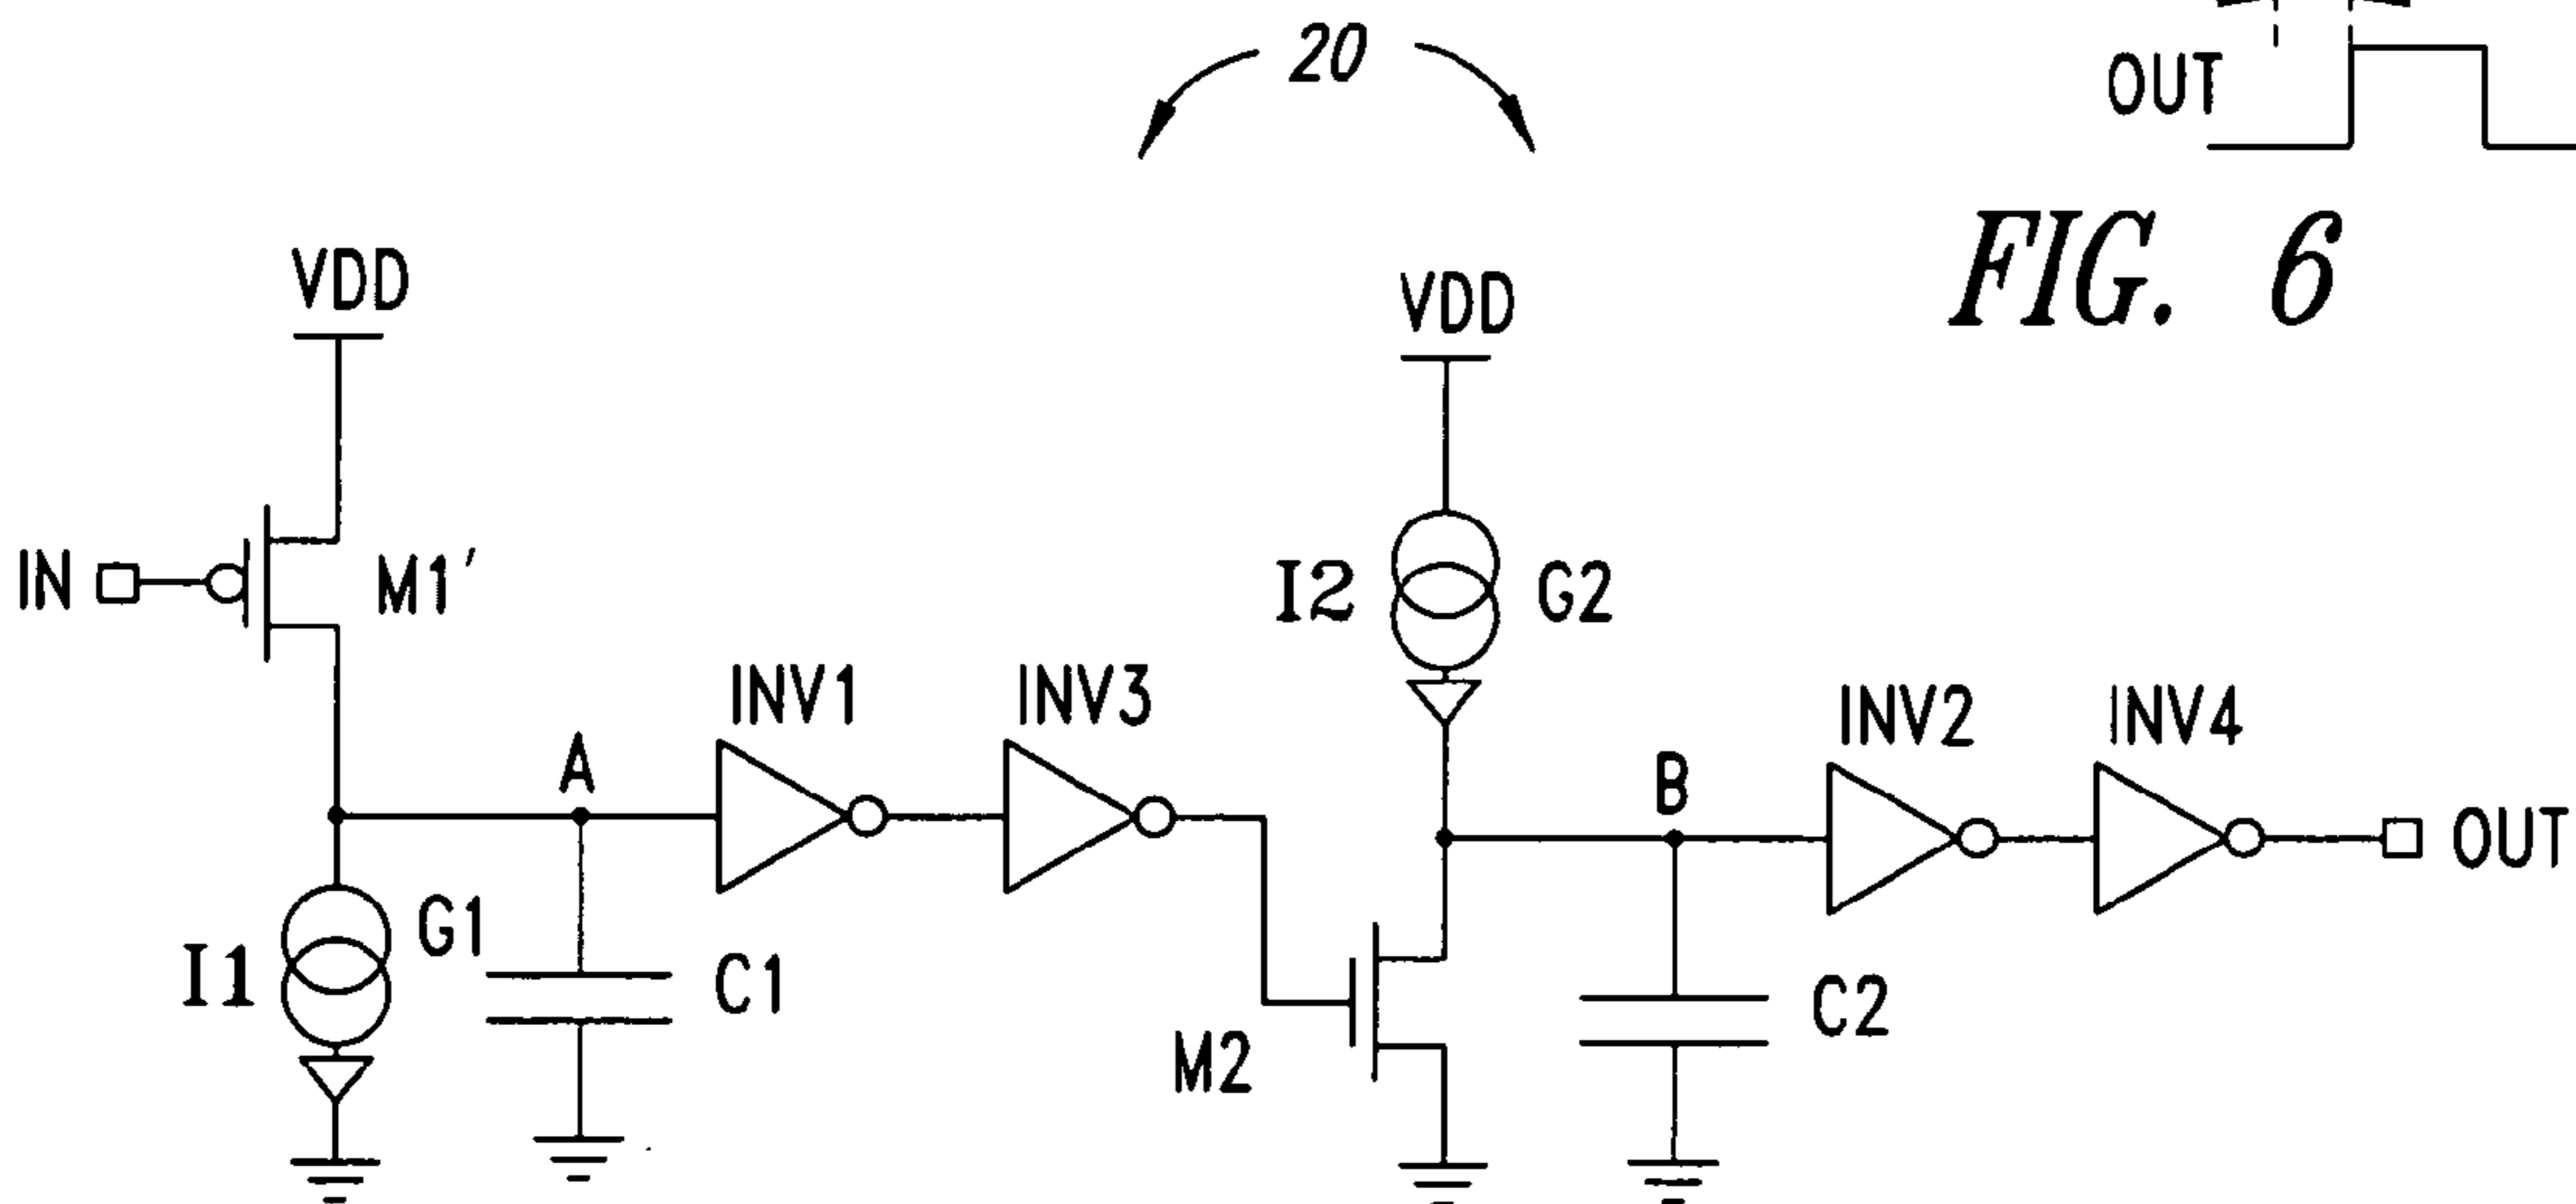 20
OUT
FIG. 6
VDD
VDD
IN
M1'
I2
G2
INV1
INV3
INV2
INV4
A
B
OUT
G1
I1
C1
C2
M2